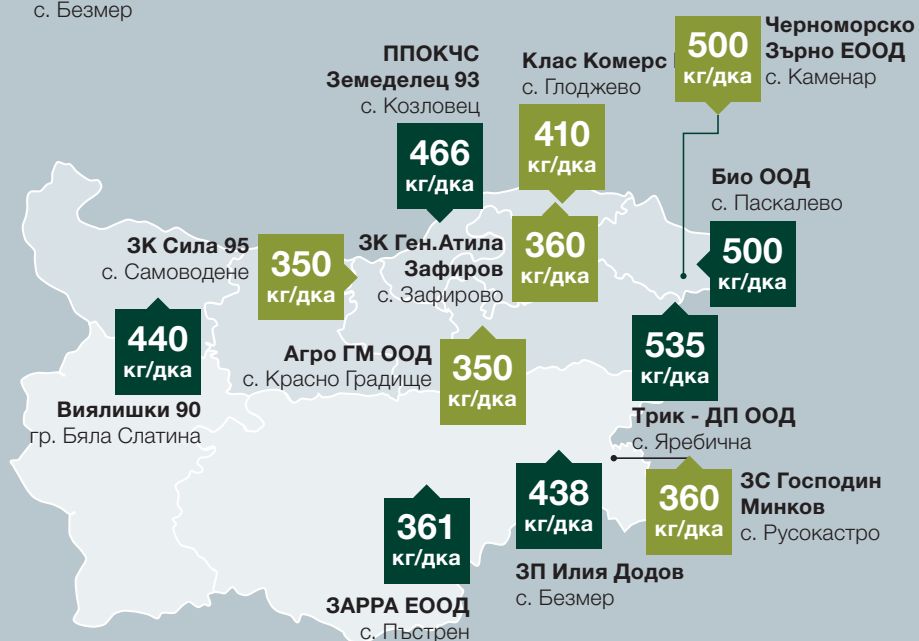 с. Безмер
ППОКЧС
Земеделец 93
с. Козловец
466
кг/дка
Клас Комерс
с. Глоджево
410
кг/дка
500
кг/дка
Черноморско
Зърно ЕООД
с. Каменар
Био ООД
с. Паскалево
500
кг/дка
ЗК Сила 95
с. Самоводене
350
кг/дка
ЗК Ген.Атила
Зафиров
с. Зафирово
360
кг/дка
440
кг/дка
Виялишки 90
гр. Бяла Слатина
Агро ГМ ООД
с. Красно Градище
350
кг/дка
535
кг/дка
Трик - ДП ООД
с. Яребична
361
кг/дка
ЗАРРА ЕООД
с. Пъстрен
438
кг/дка
ЗП Илия Додов
с. Безмер
360
кг/дка
ЗС Господин
Минков
с. Русокастро